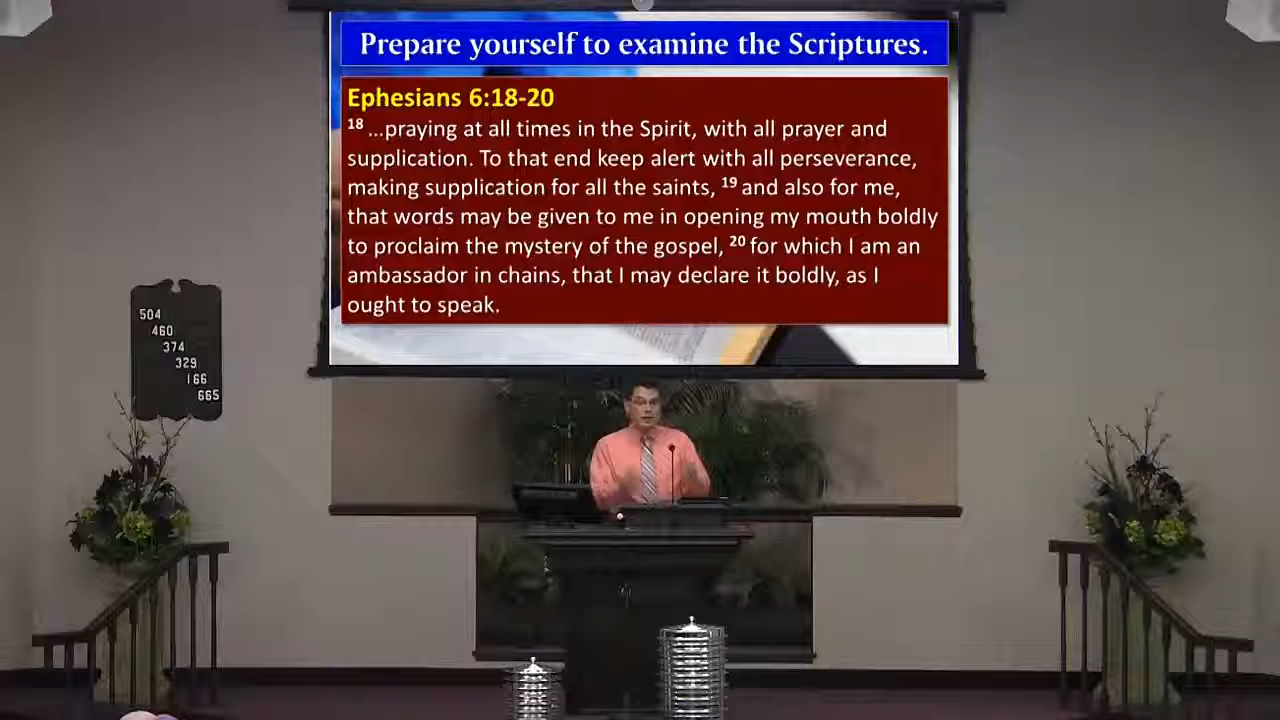 Prepare yourself to examine the Scriptures.
Ephesians 6:18-20
18 ...praying at all times in the Spirit, with all prayer and
supplication. To that end keep alert with all perseverance,
making supplication for all the saints, 19 and also for me,
that words may be given to me in opening my mouth boldly
to proclaim the mystery of the gospel, 20 for which I am an
ambassador in chains, that I may declare it boldly, as I
ought to speak.
504
460
374
329
166
665